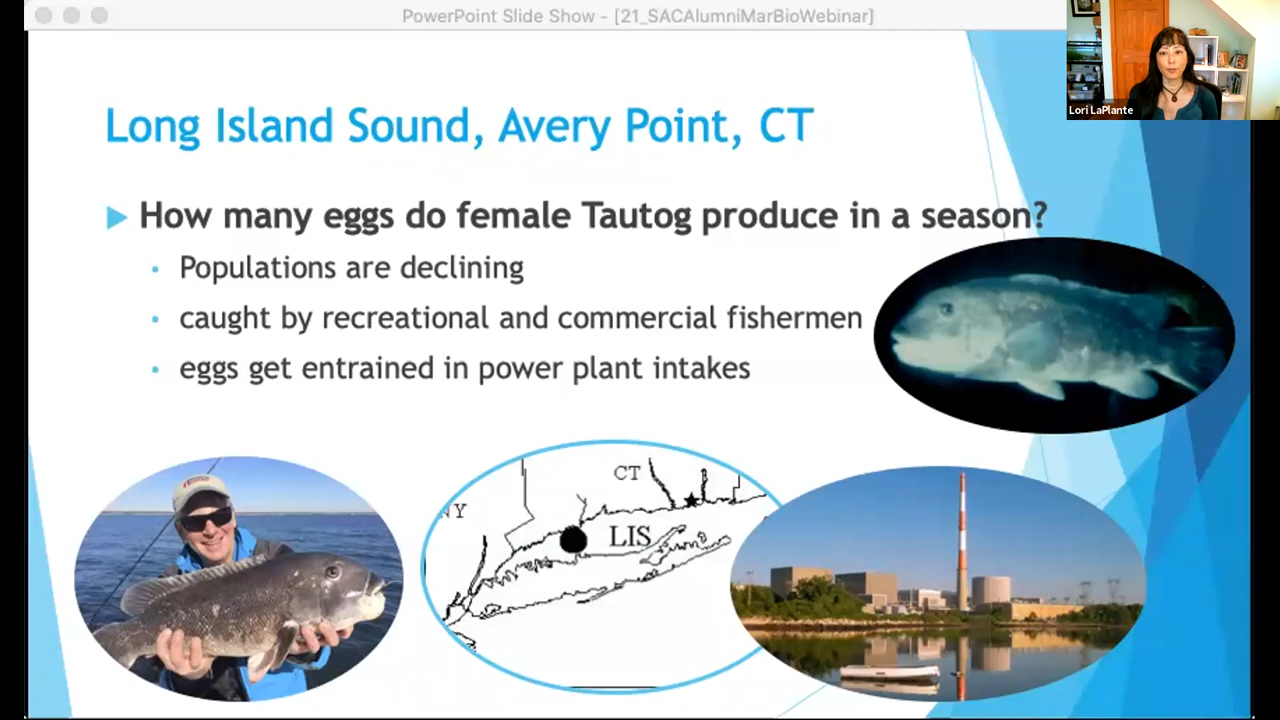 PowerPoint Slide Show - [21_SACAlumniMarBioWebinar]
Lori LaPlante
Long Island Sound, Avery Point, CT
How many eggs do female Tautog produce in a season?
Populations are declining
caught by recreational and commercial fishermen
eggs get entrained in power plant intakes
CT
NY
LIS